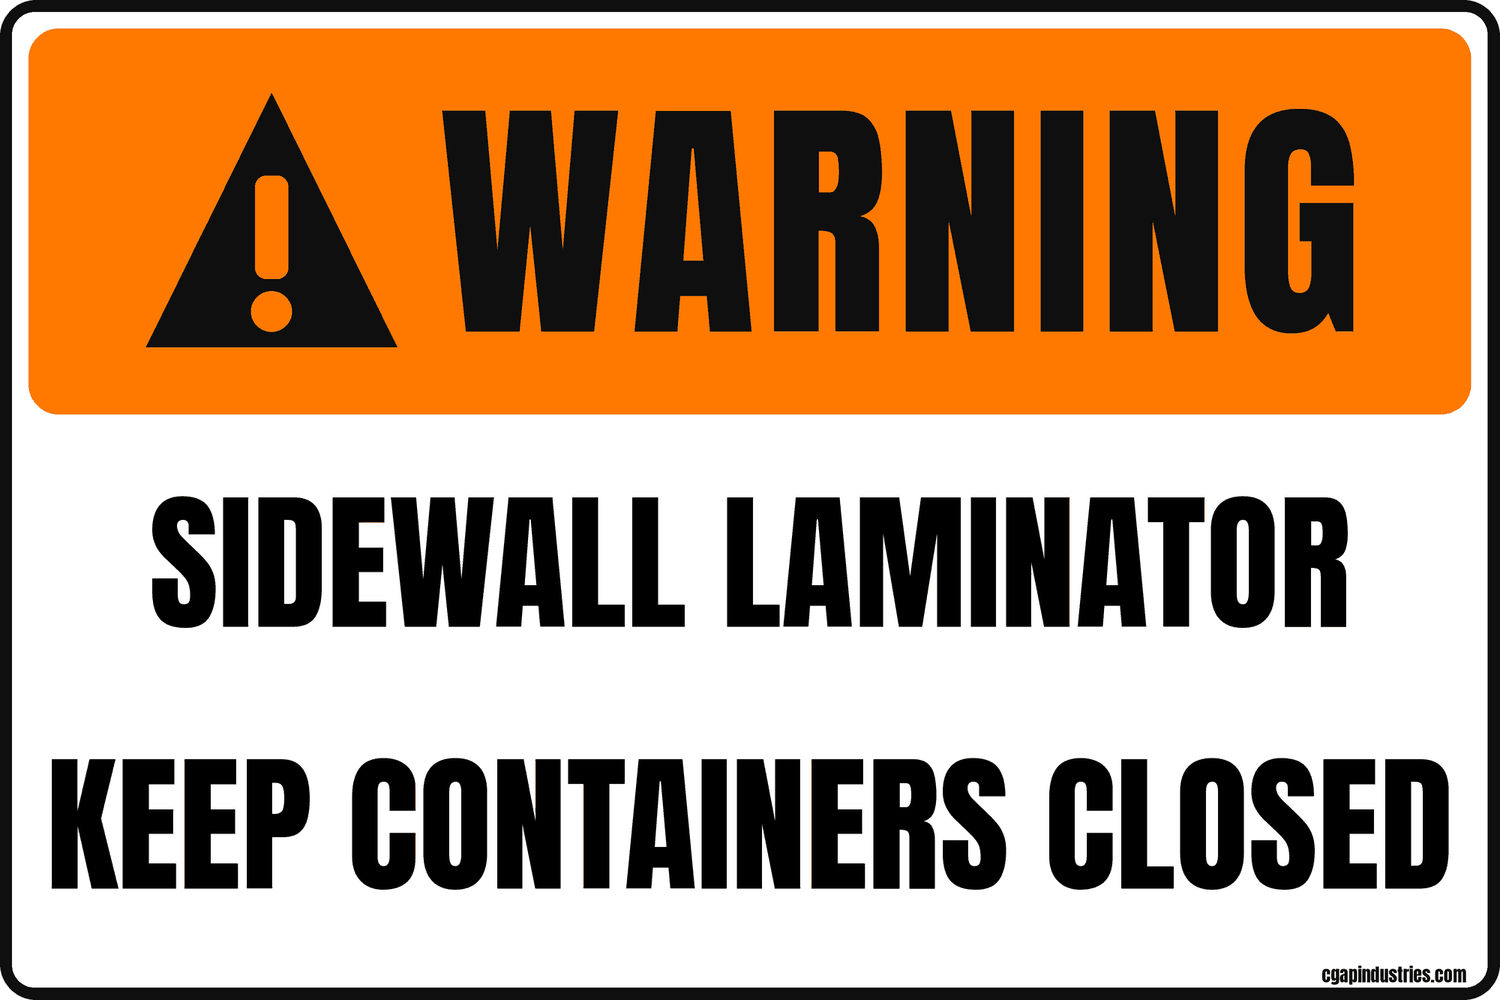 WARNING
SIDEWALL LAMINATOR
KEEP CONTAINERS CLOSED
cgapindustries.com